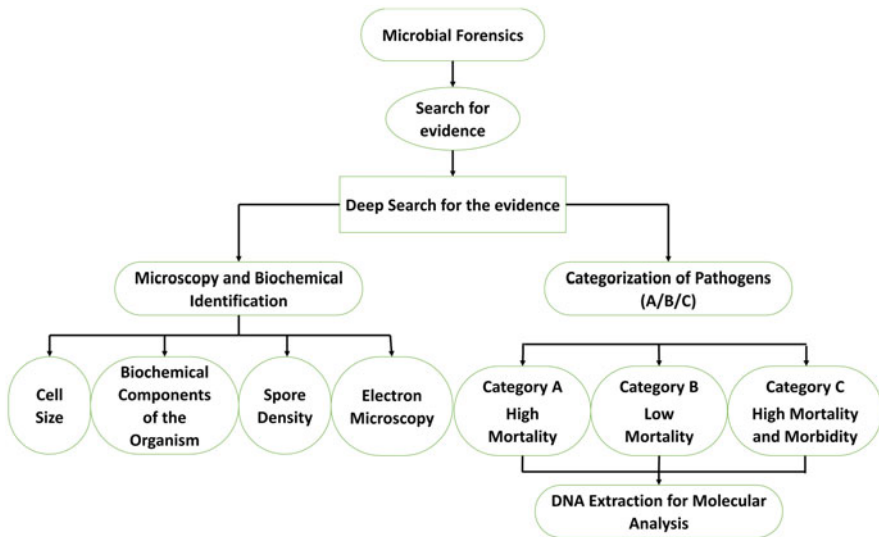 Microbial Forensics
Search for
evidence
Deep Search for the evidence
Microscopy and Biochemical
Identification
Categorization of Pathogens
(A/B/C)
Cell
Size
Biochemical
Components
of the
Organism
Spore
Density
Electron
Microscopy
Category A
High
Mortality
Category B
Low
Mortality
Category C
High Mortality
and Morbidity
DNA Extraction for Molecular
Analysis